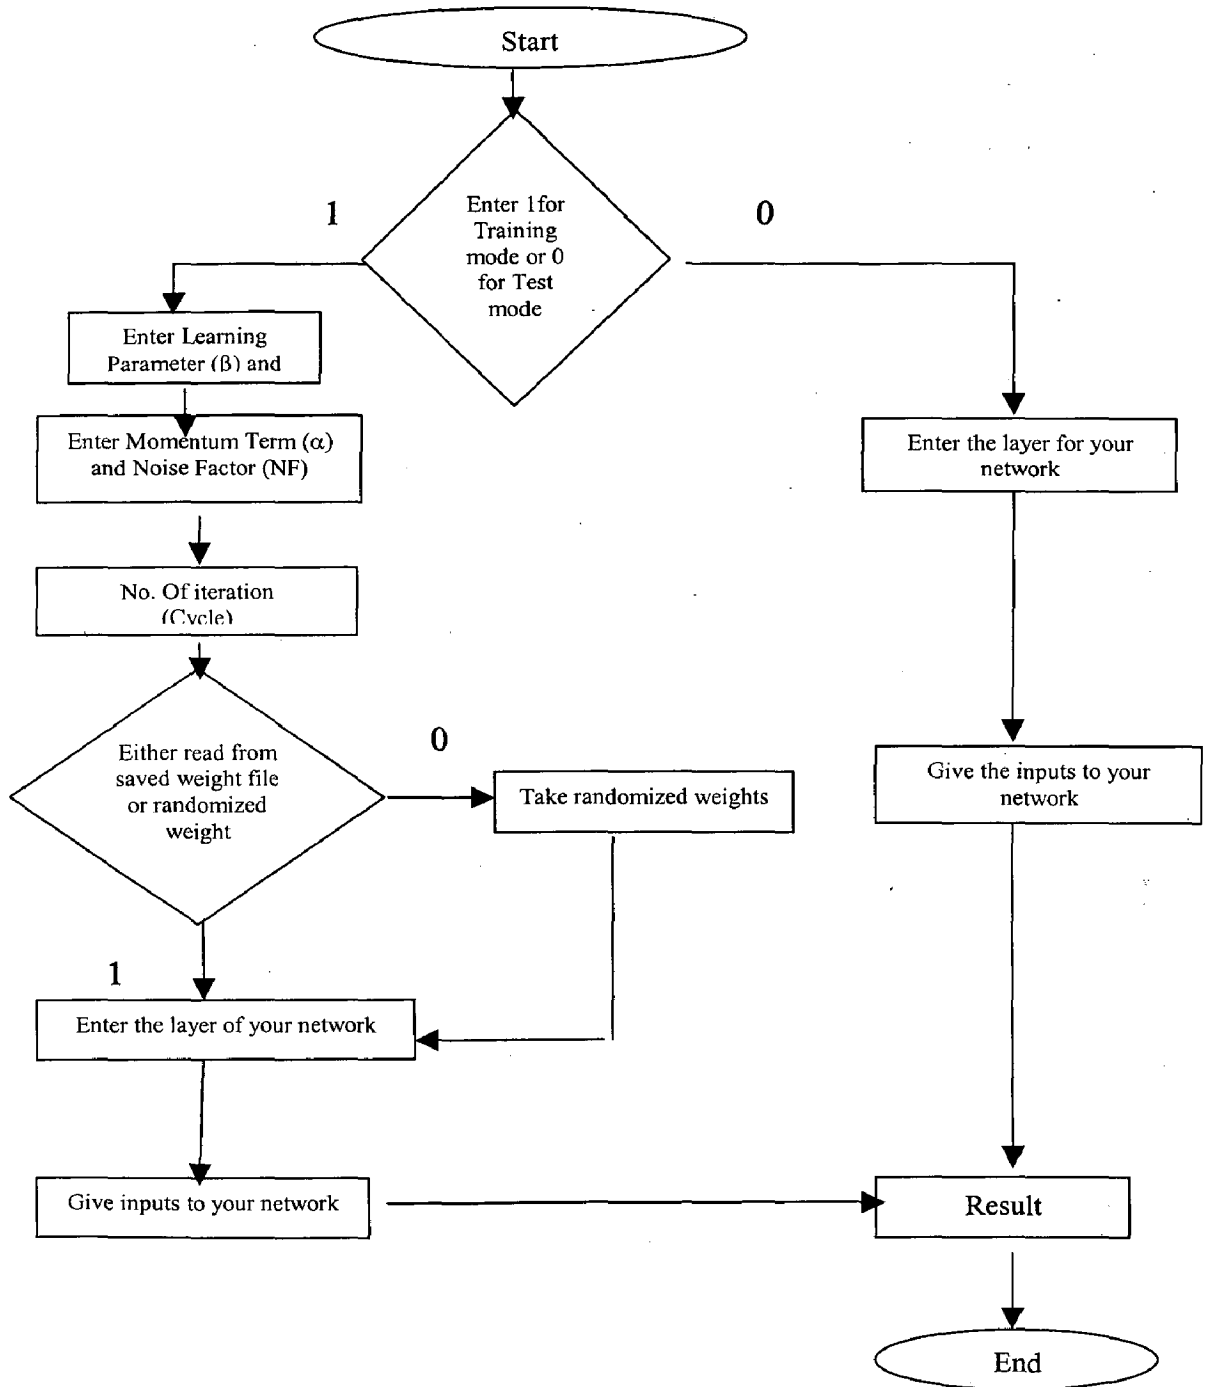 Start
1
Enter 1for
Training
mode or 0
for Test
mode
0
Enter Learning
Parameter (β) and
Enter Momentum Term (α)
and Noise Factor (NF)
Enter the layer for your
network
No. Of iteration
(Cycle)
Either read from
saved weight file
or randomized
weight
0
Take randomized weights
Give the inputs to your
network
1
Enter the layer of your network
Give inputs to your network
Result
End